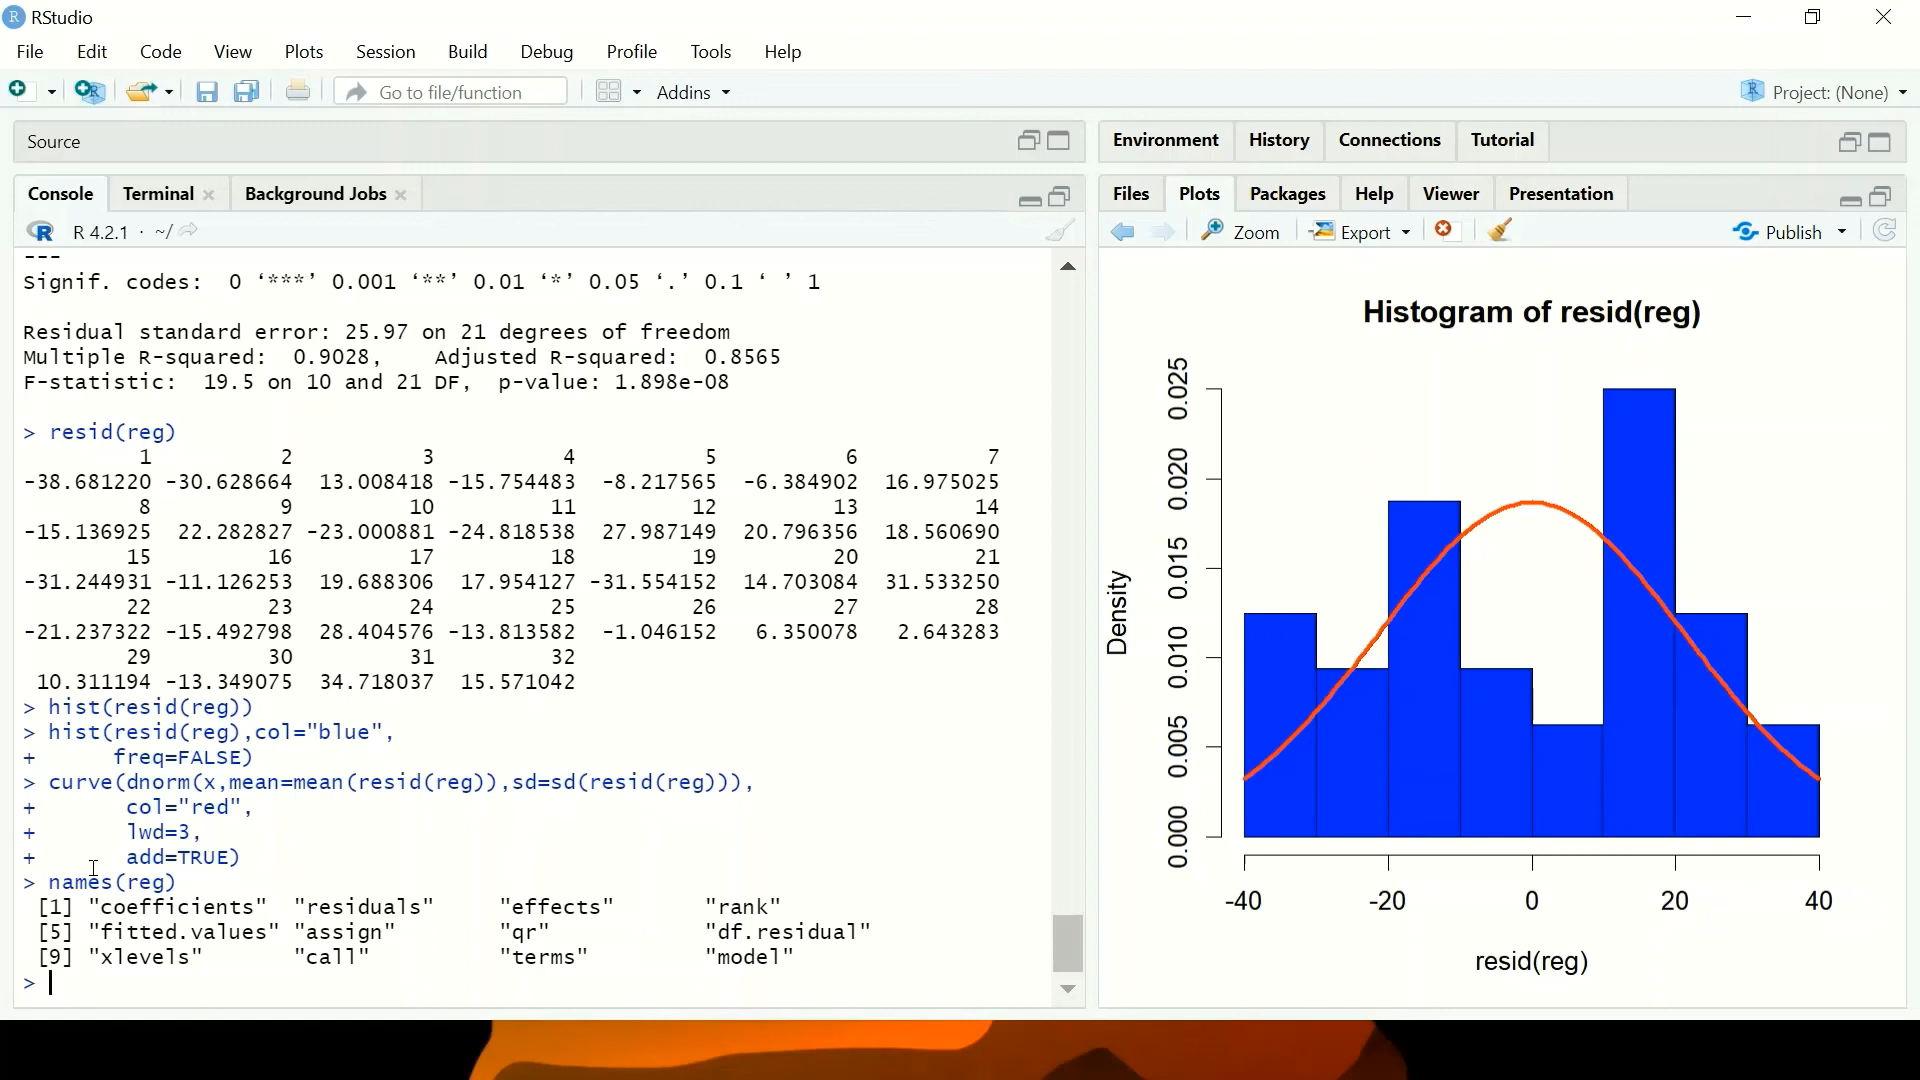 RStudio
File Edit Code View Plots Session Build Debug Profile Tools Help
Go to file/function Addins Project: (None)
Source
Console Terminal Background Jobs
R 4.2.1 · ~/
---
Signif. codes:  0 ‘***’ 0.001 ‘**’ 0.01 ‘*’ 0.05 ‘.’ 0.1 ‘ ’ 1
Residual standard error: 25.97 on 21 degrees of freedom
Multiple R-squared:  0.9028,    Adjusted R-squared:  0.8565
F-statistic:  19.5 on 10 and 21 DF,  p-value: 1.898e-08
> resid(reg)
1 2 3 4 5 6 7
-38.681220 -30.628664 13.008418 -15.754483 -8.217565 -6.384902 16.975025
8 9 10 11 12 13 14
-15.136925 22.282827 -23.000881 -24.818538 27.987149 20.796356 18.560690
15 16 17 18 19 20 21
-31.244931 -11.126253 19.688306 17.954127 -31.554152 14.703084 31.533250
22 23 24 25 26 27 28
-21.237322 -15.492798 28.404576 -13.813582 -1.046152 6.350078 2.643283
29 30 31 32
10.311194 -13.349075 34.718037 15.571042
> hist(resid(reg))
> hist(resid(reg),col="blue",
+      freq=FALSE)
> curve(dnorm(x,mean=mean(resid(reg)),sd=sd(resid(reg))),
+       col="red",
+       lwd=3,
+       add=TRUE)
> names(reg)
[1] "coefficients" "residuals" "effects" "rank"
[5] "fitted.values" "assign" "qr" "df.residual"
[9] "xlevels" "call" "terms" "model"
>
Environment History Connections Tutorial
Files Plots Packages Help Viewer Presentation
Zoom Export Publish
Histogram of resid(reg)
Density
0.025
0.020
0.015
0.010
0.005
0.000
-40 -20 0 20 40
resid(reg)